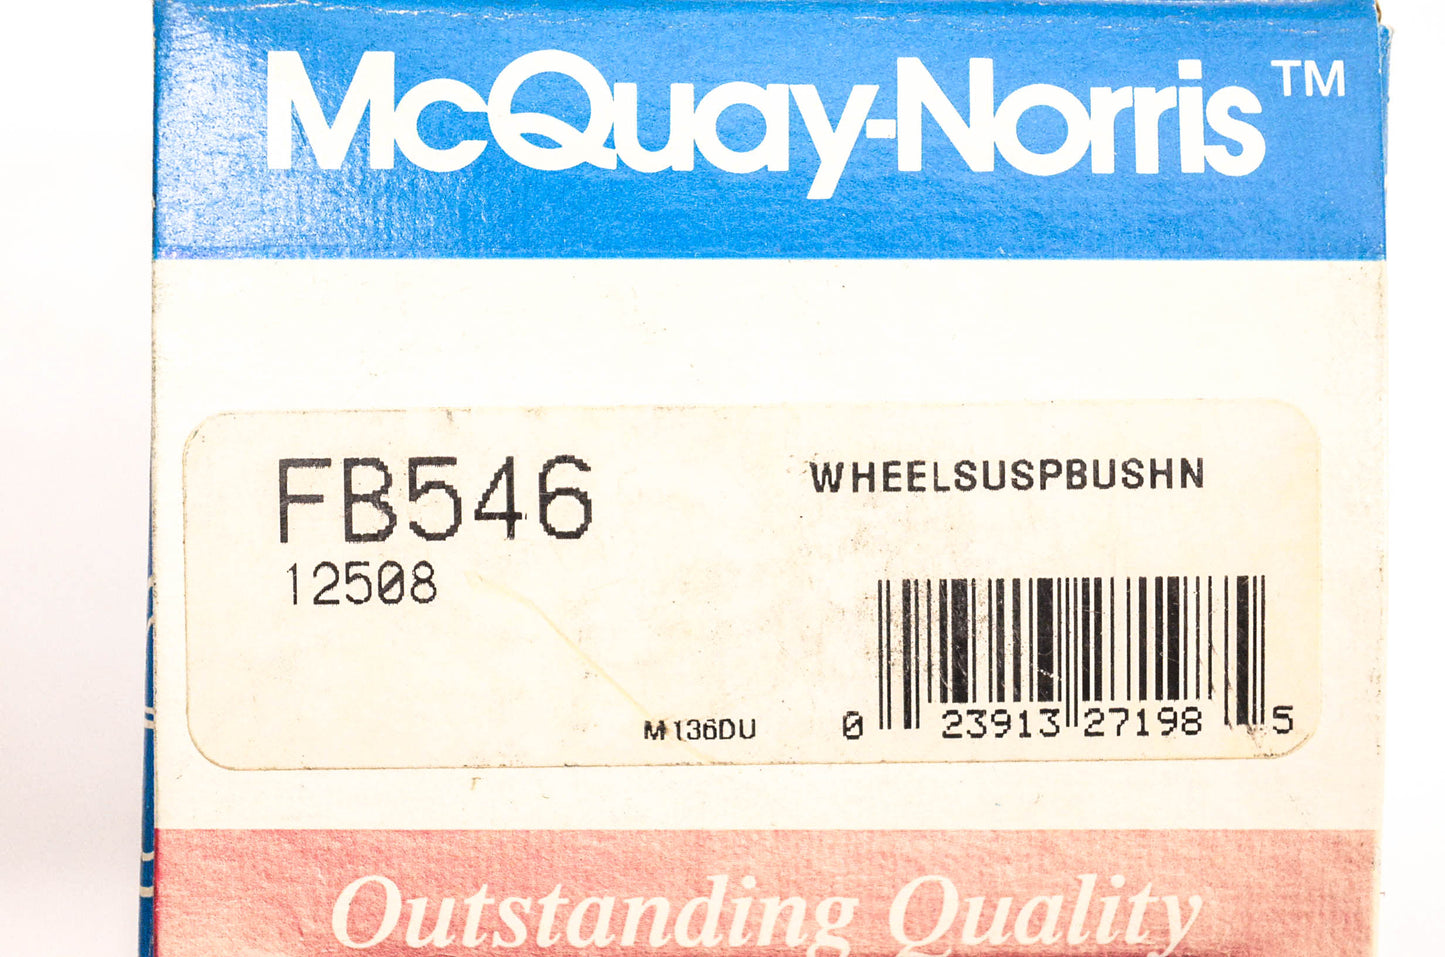 McQuay-Norris™
FB546
WHEELSUSPBUSHN
12508
M136DU
0 23913 27198 5
Outstanding Quality